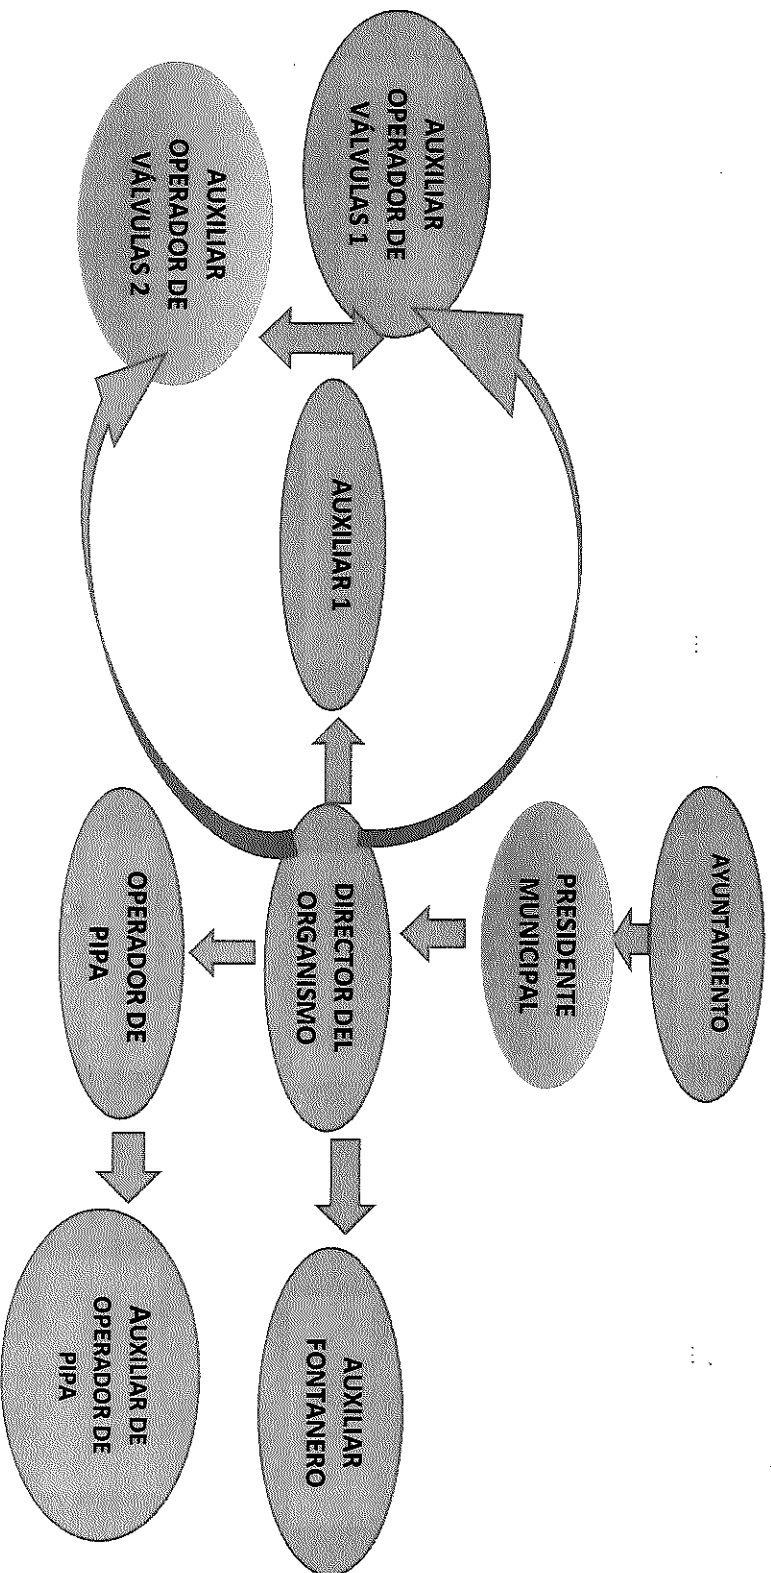 AYUNTAMIENTO
PRESIDENTE
MUNICIPAL
AUXILIAR
OPERADOR DE
VÁLVULAS 1
AUXILIAR 1
DIRECTOR DEL
ORGANISMO
AUXILIAR
FONTANERO
AUXILIAR
OPERADOR DE
VÁLVULAS 2
OPERADOR DE
PIPA
AUXILIAR DE
OPERADOR DE
PIPA